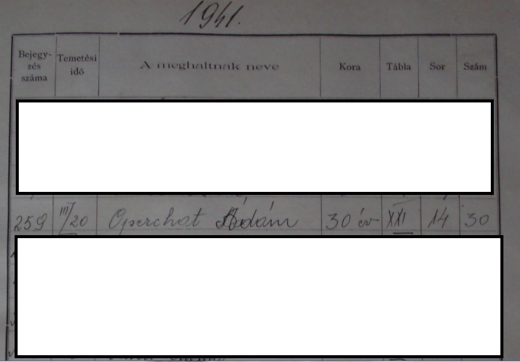 1941.
Bejegy-zés száma Temetési idő A meghaltnak neve Kora Tábla Sor Szám
259 III/20 Operchat Ádám 30 év XXI 14 30